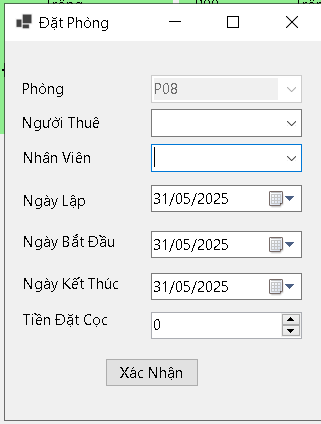 Đặt Phòng
Phòng P08
Người Thuê
Nhân Viên
Ngày Lập 31/05/2025
Ngày Bắt Đầu 31/05/2025
Ngày Kết Thúc 31/05/2025
Tiền Đặt Cọc 0
Xác Nhận